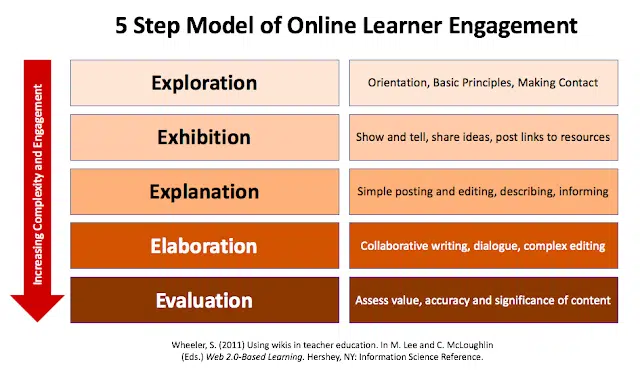 5 Step Model of Online Learner Engagement
Increasing Complexity and Engagement
Exploration
Orientation, Basic Principles, Making Contact
Exhibition
Show and tell, share ideas, post links to resources
Explanation
Simple posting and editing, describing, informing
Elaboration
Collaborative writing, dialogue, complex editing
Evaluation
Assess value, accuracy and significance of content
Wheeler, S. (2011) Using wikis in teacher education. In M. Lee and C. McLoughlin
(Eds.) Web 2.0-Based Learning. Hershey, NY: Information Science Reference.